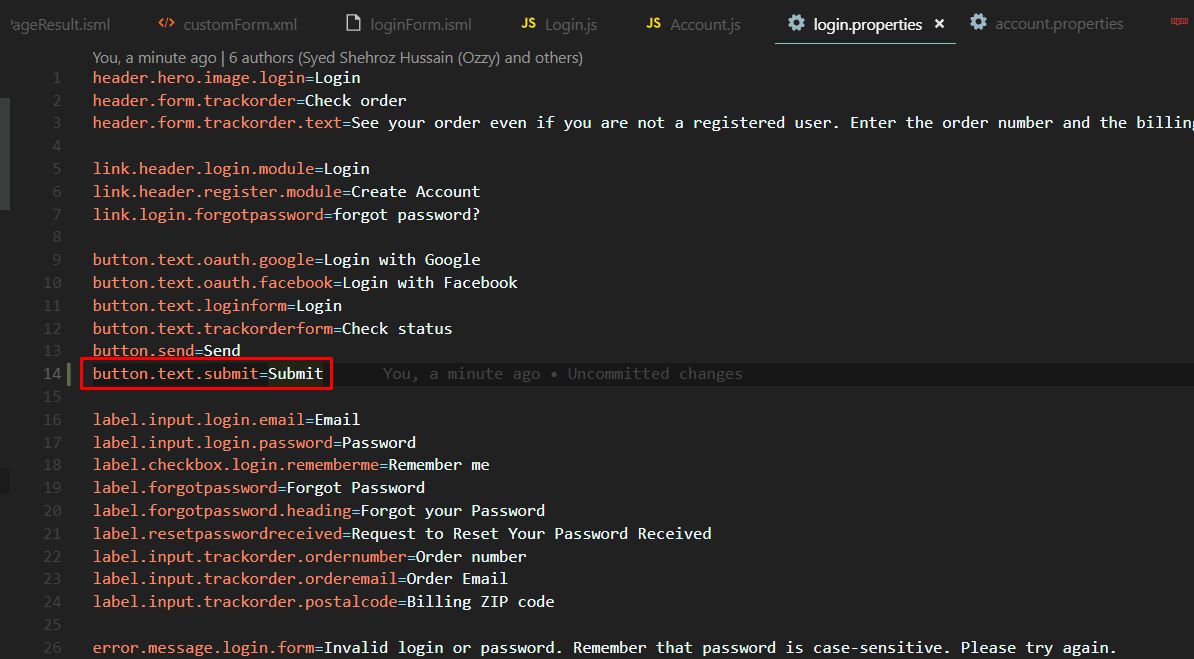 PageResult.isml customForm.xml loginForm.isml JS Login.js JS Account.js login.properties × account.properties npm
You, a minute ago | 6 authors (Syed Shehroz Hussain (Ozzy) and others)
1 header.hero.image.login=Login
2 header.form.trackorder=Check order
3 header.form.trackorder.text=See your order even if you are not a registered user. Enter the order number and the billing
4
5 link.header.login.module=Login
6 link.header.register.module=Create Account
7 link.login.forgotpassword=forgot password?
8
9 button.text.oauth.google=Login with Google
10 button.text.oauth.facebook=Login with Facebook
11 button.text.loginform=Login
12 button.text.trackorderform=Check status
13 button.send=Send
14 button.text.submit=Submit You, a minute ago • Uncommitted changes
15
16 label.input.login.email=Email
17 label.input.login.password=Password
18 label.checkbox.login.rememberme=Remember me
19 label.forgotpassword=Forgot Password
20 label.forgotpassword.heading=Forgot your Password
21 label.resetpasswordreceived=Request to Reset Your Password Received
22 label.input.trackorder.ordernumber=Order number
23 label.input.trackorder.orderemail=Order Email
24 label.input.trackorder.postalcode=Billing ZIP code
25
26 error.message.login.form=Invalid login or password. Remember that password is case-sensitive. Please try again.